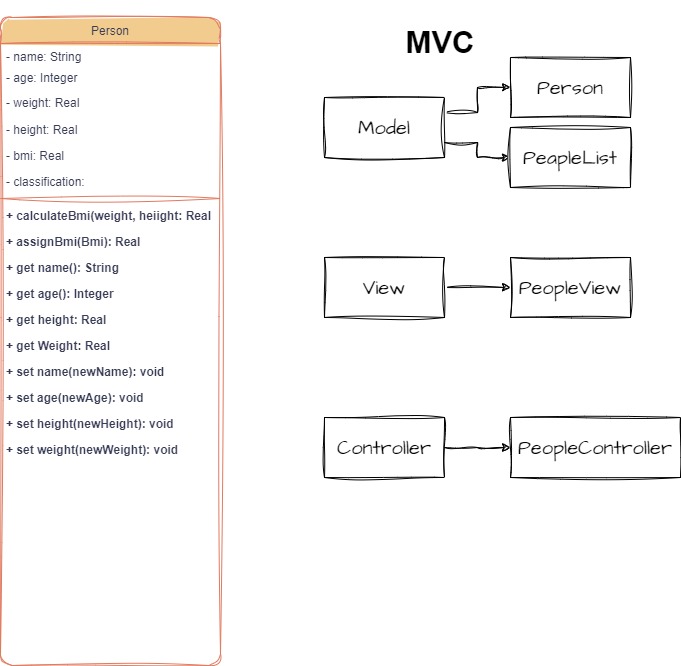 Person
- name: String
- age: Integer
- weight: Real
- height: Real
- bmi: Real
- classification:
+ calculateBmi(weight, heiight: Real
+ assignBmi(Bmi): Real
+ get name(): String
+ get age(): Integer
+ get height: Real
+ get Weight: Real
+ set name(newName): void
+ set age(newAge): void
+ set height(newHeight): void
+ set weight(newWeight): void
MVC
Model
Person
PeapleList
View
PeopleView
Controller
PeopleController